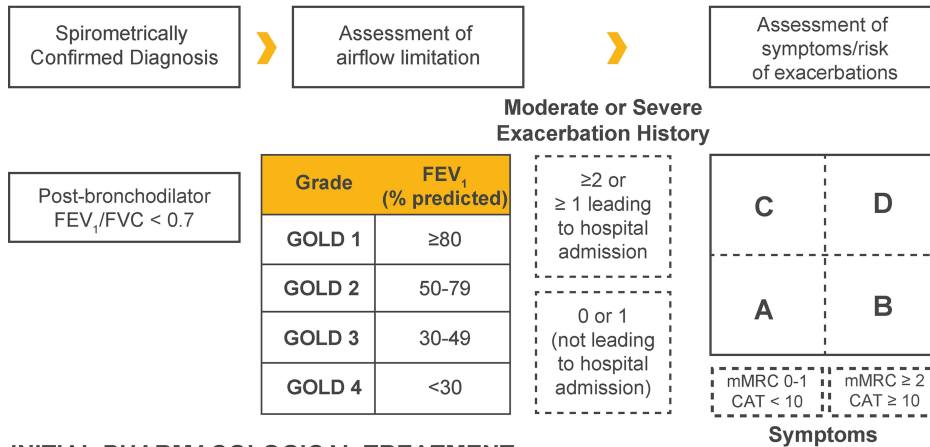 Spirometrically
Confirmed Diagnosis
Assessment of
airflow limitation
Assessment of
symptoms/risk
of exacerbations
Moderate or Severe
Exacerbation History
Post-bronchodilator
FEV₁/FVC < 0.7
Grade
FEV₁
(% predicted)
GOLD 1
≥80
GOLD 2
50-79
GOLD 3
30-49
GOLD 4
<30
≥2 or
≥ 1 leading
to hospital
admission
0 or 1
(not leading
to hospital
admission)
C
D
A
B
mMRC 0-1
CAT < 10
mMRC ≥ 2
CAT ≥ 10
Symptoms
INITIAL PHARMACOLOGICAL TREATMENT